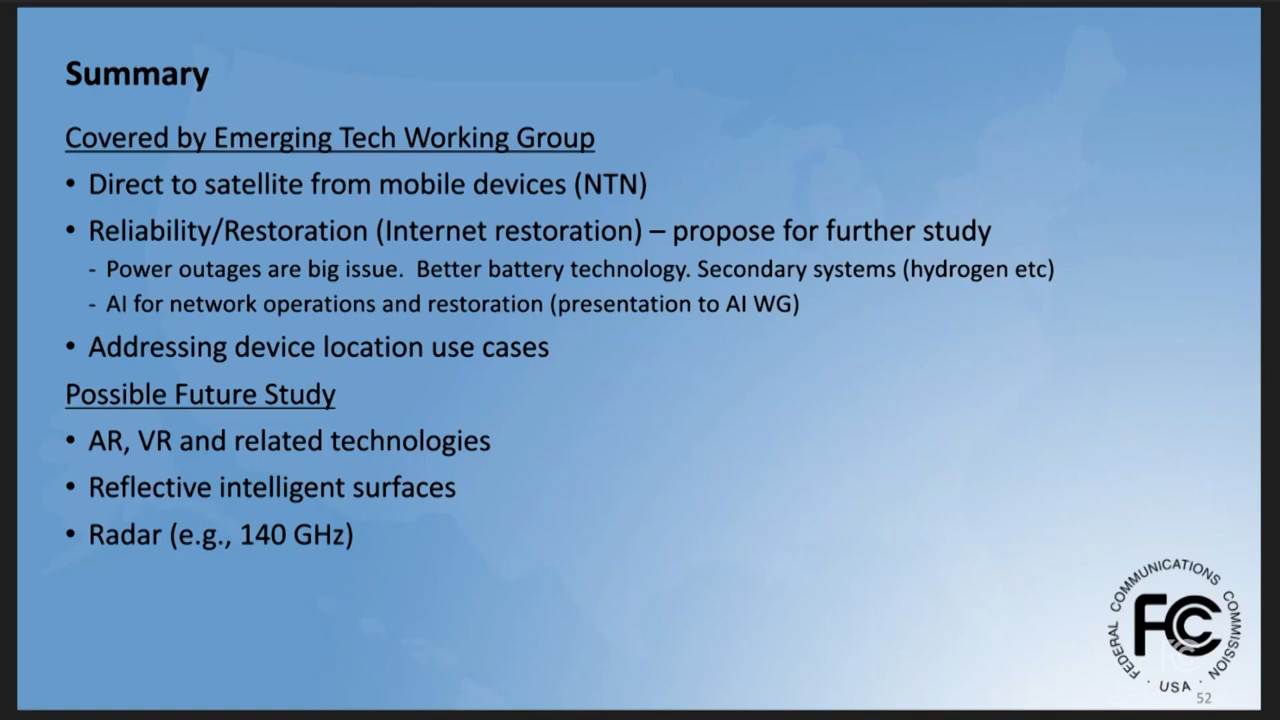 Summary
Covered by Emerging Tech Working Group
• Direct to satellite from mobile devices (NTN)
• Reliability/Restoration (Internet restoration) – propose for further study
- Power outages are big issue.  Better battery technology. Secondary systems (hydrogen etc)
- AI for network operations and restoration (presentation to AI WG)
• Addressing device location use cases
Possible Future Study
• AR, VR and related technologies
• Reflective intelligent surfaces
• Radar (e.g., 140 GHz)
FEDERAL COMMUNICATIONS COMMISSION
FCC
· USA ·
52